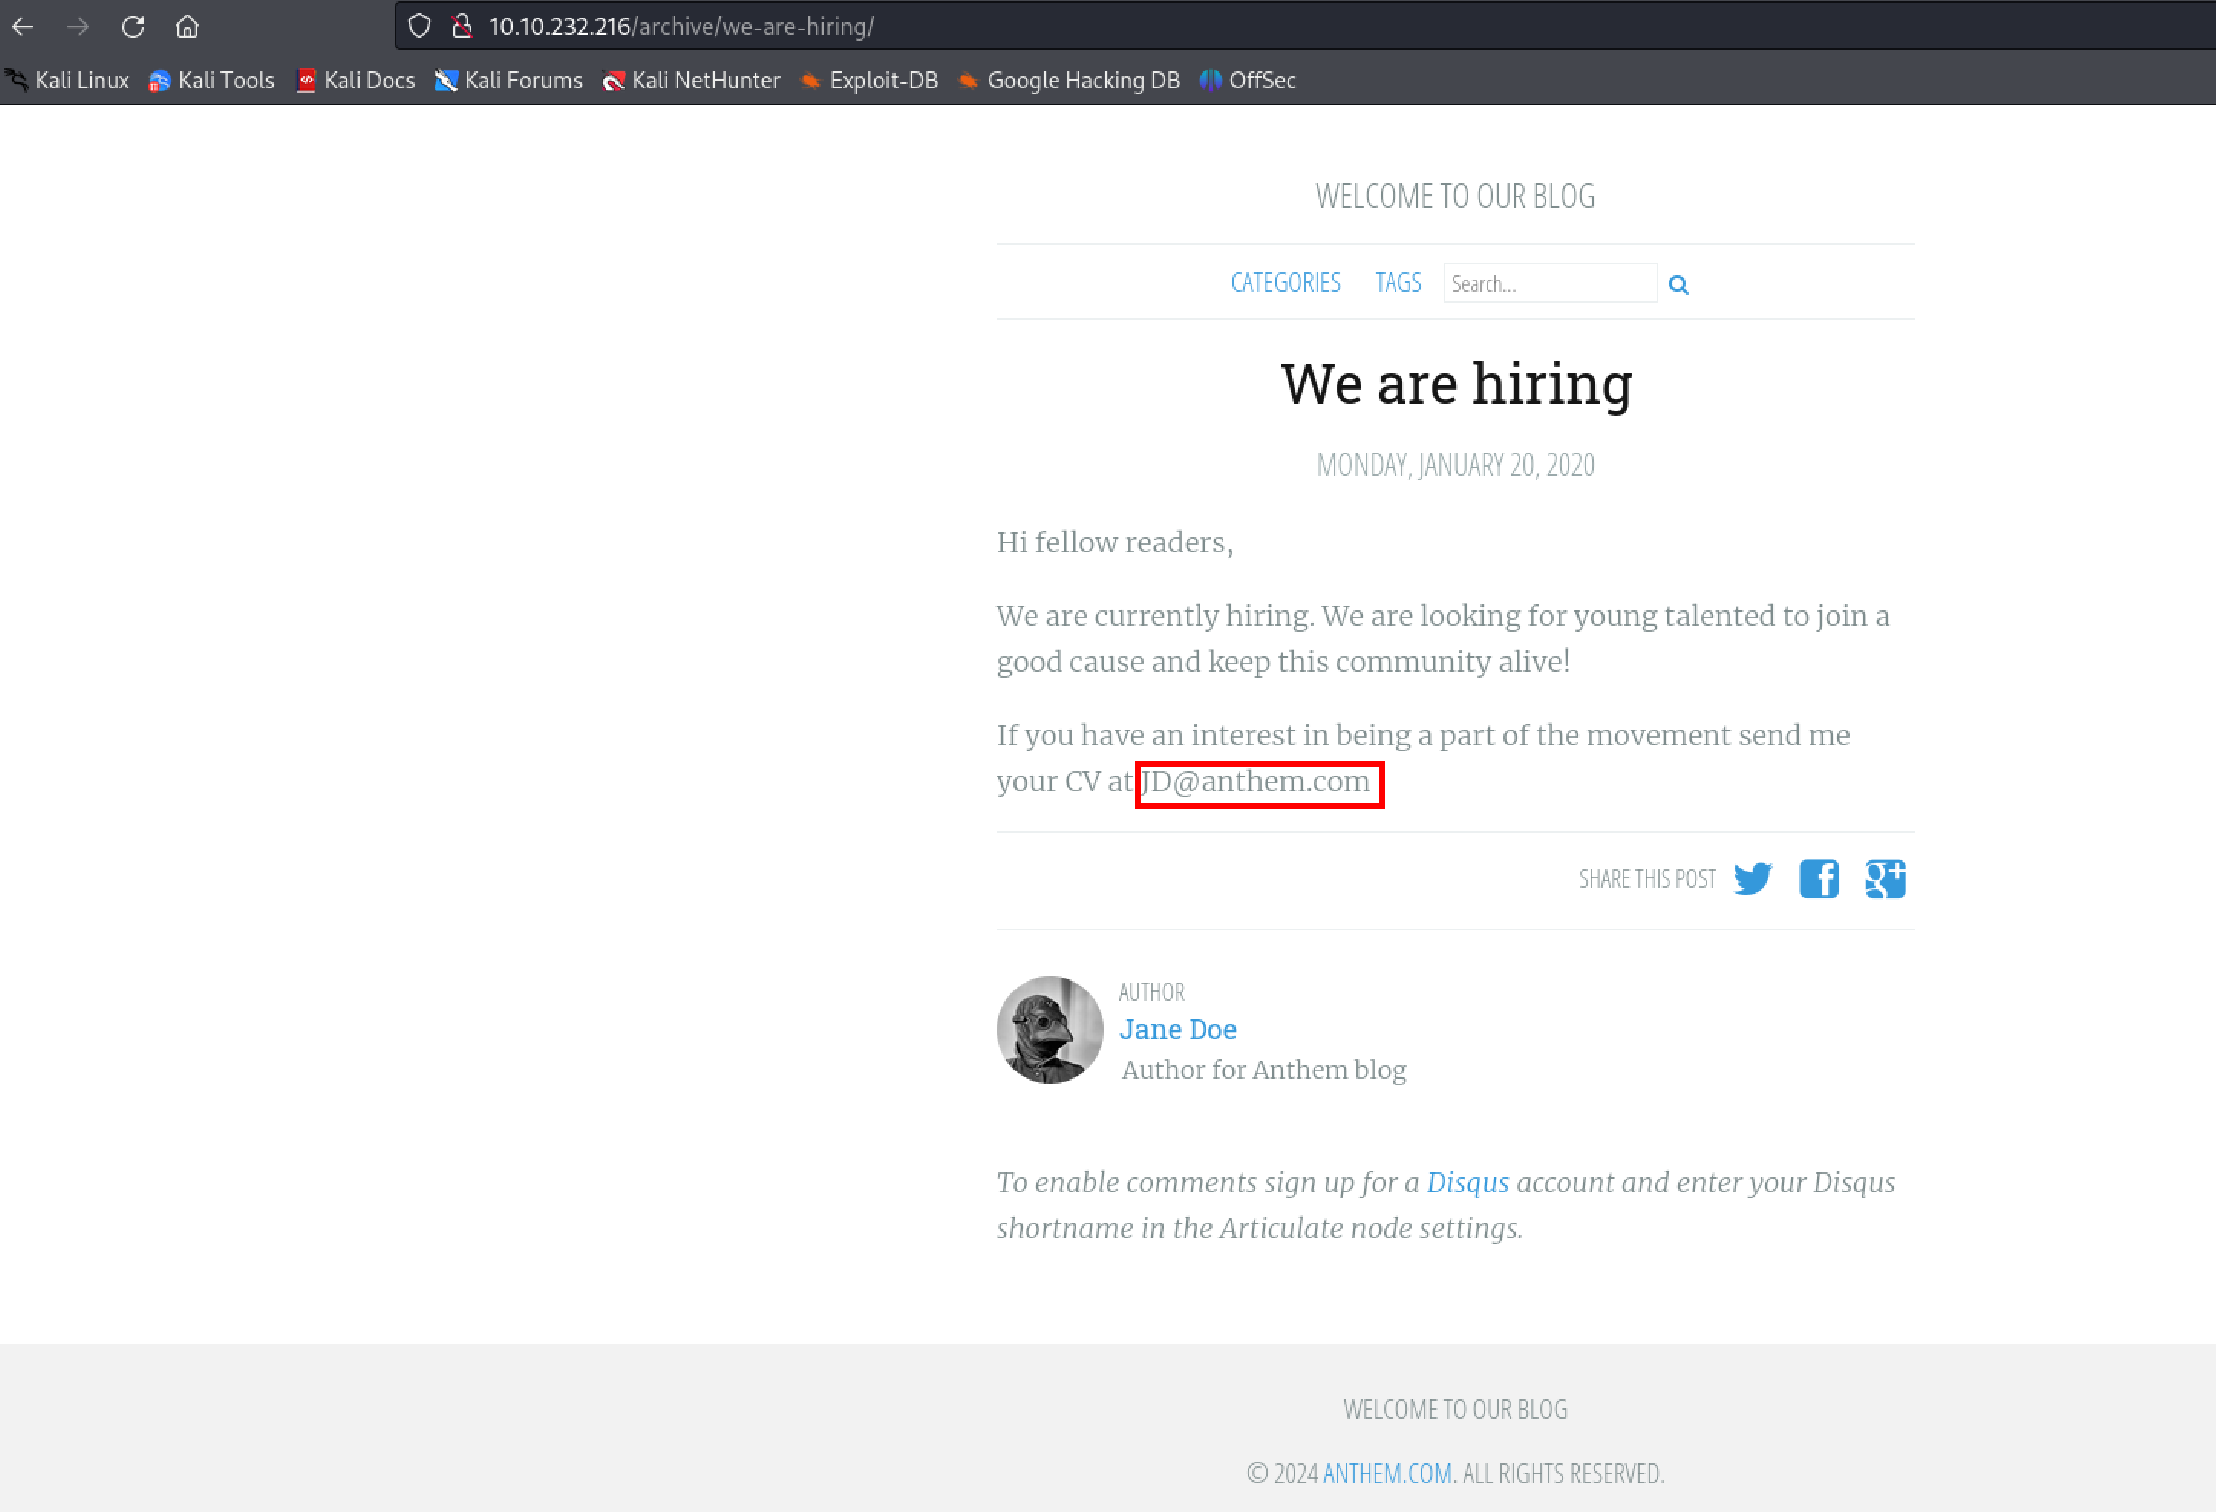 10.10.232.216/archive/we-are-hiring/
Kali Linux Kali Tools Kali Docs Kali Forums Kali NetHunter Exploit-DB Google Hacking DB OffSec
WELCOME TO OUR BLOG
CATEGORIES TAGS Search...
We are hiring
MONDAY, JANUARY 20, 2020
Hi fellow readers,
We are currently hiring. We are looking for young talented to join a
good cause and keep this community alive!
If you have an interest in being a part of the movement send me
your CV at JD@anthem.com
SHARE THIS POST
AUTHOR
Jane Doe
Author for Anthem blog
To enable comments sign up for a Disqus account and enter your Disqus
shortname in the Articulate node settings.
WELCOME TO OUR BLOG
© 2024 ANTHEM.COM. ALL RIGHTS RESERVED.